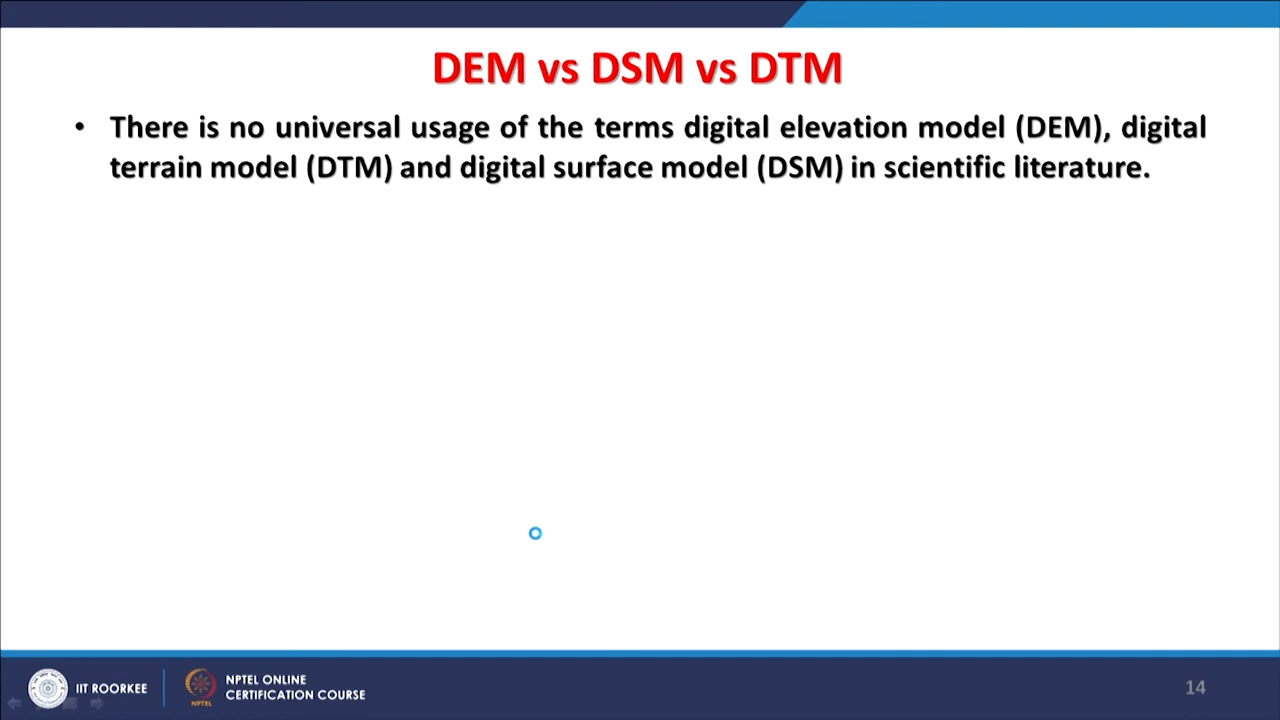 DEM vs DSM vs DTM
• There is no universal usage of the terms digital elevation model (DEM), digital
terrain model (DTM) and digital surface model (DSM) in scientific literature.
IIT ROORKEE
NPTEL
NPTEL ONLINE
CERTIFICATION COURSE
14